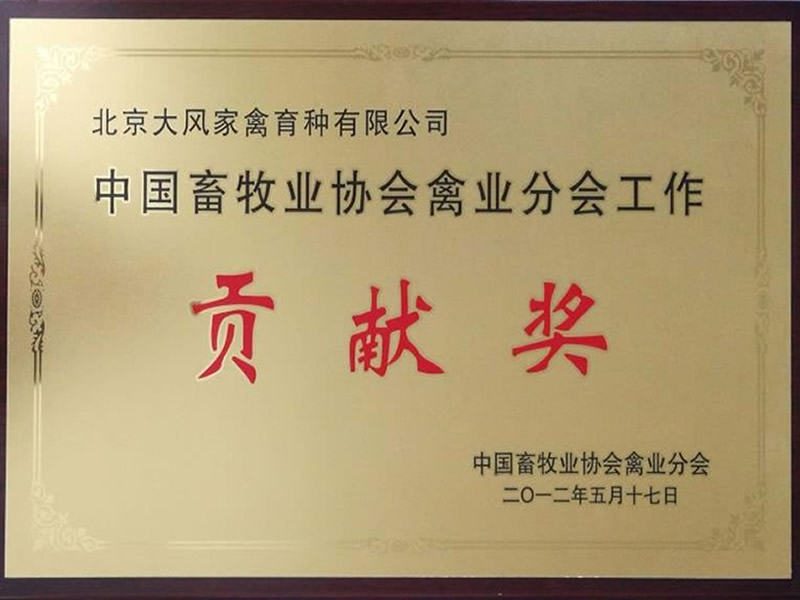 北京大风家禽育种有限公司
中国畜牧业协会禽业分会工作
贡献奖
中国畜牧业协会禽业分会
二〇一二年五月十七日